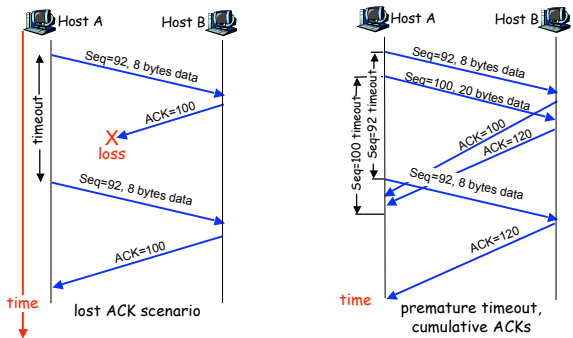 Host A
Host B
Seq=92, 8 bytes data
timeout
ACK=100
X
loss
Seq=92, 8 bytes data
ACK=100
time
lost ACK scenario
Host A
Host B
Seq=92, 8 bytes data
Seq=100, 20 bytes data
Seq=92 timeout
Seq=100 timeout
ACK=100
ACK=120
Seq=92, 8 bytes data
ACK=120
time
premature timeout,
cumulative ACKs